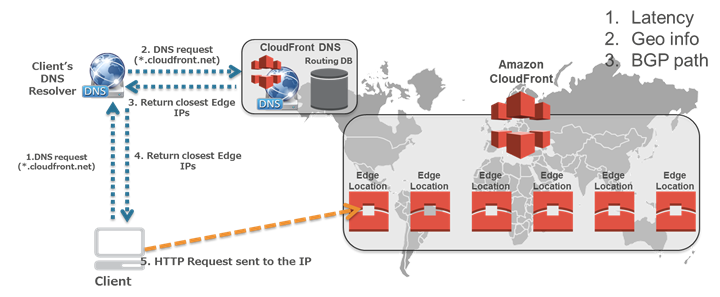 1. Latency
2. Geo info
3. BGP path
Client's
DNS
Resolver
DNS
2. DNS request
(*.cloudfront.net)
3. Return closest Edge
IPs
CloudFront DNS
Routing DB
DNS
Amazon
CloudFront
1.DNS request
(*.cloudfront.net)
4. Return closest Edge
IPs
Edge
Location
Edge
Location
Edge
Location
Edge
Location
Edge
Location
Edge
Location
5. HTTP Request sent to the IP
Client